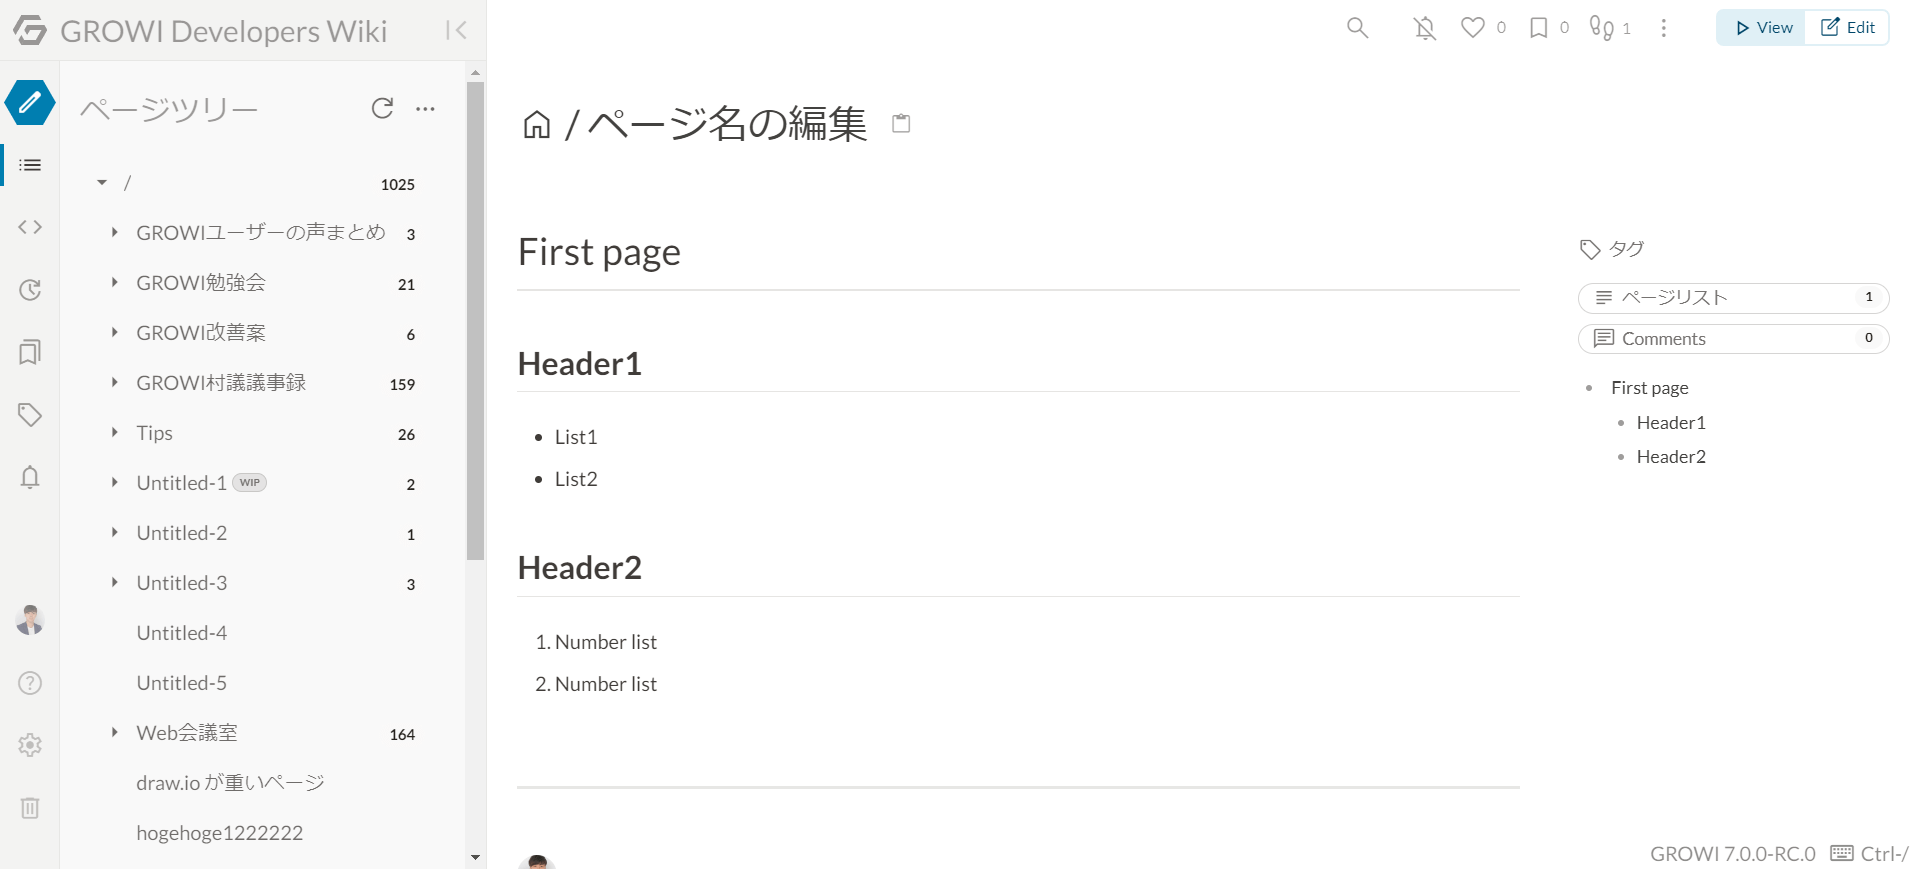 GROWI Developers Wiki
0
0
1
View
Edit
ページツリー
/ 1025
GROWIユーザーの声まとめ 3
GROWI勉強会 21
GROWI改善案 6
GROWI村議議事録 159
Tips 26
Untitled-1 WIP 2
Untitled-2 1
Untitled-3 3
Untitled-4
Untitled-5
Web会議室 164
draw.io が重いページ
hogehoge1222222
/ ページ名の編集
First page
Header1
• List1
• List2
Header2
1. Number list
2. Number list
タグ
ページリスト 1
Comments 0
• First page
• Header1
• Header2
GROWI 7.0.0-RC.0 Ctrl-/